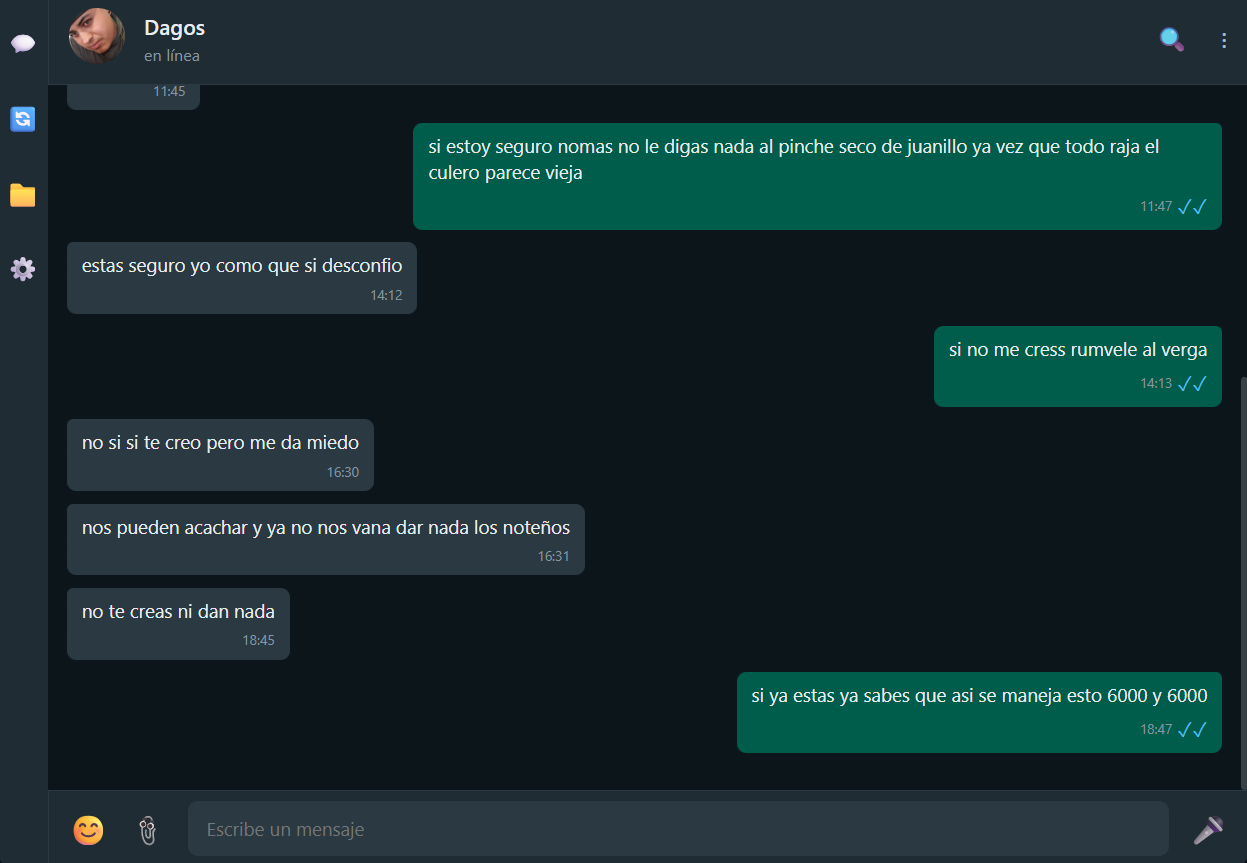 Dagos
en línea
11:45
si estoy seguro nomas no le digas nada al pinche seco de juanillo ya vez que todo raja el
culero parece vieja
11:47
estas seguro yo como que si desconfio
14:12
si no me cress rumvele al verga
14:13
no si si te creo pero me da miedo
16:30
nos pueden acachar y ya no nos vana dar nada los noteños
16:31
no te creas ni dan nada
18:45
si ya estas ya sabes que asi se maneja esto 6000 y 6000
18:47
Escribe un mensaje